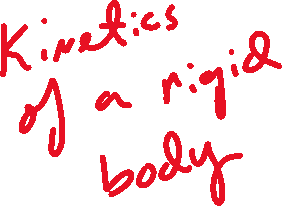 Kinetics
of a rigid
body